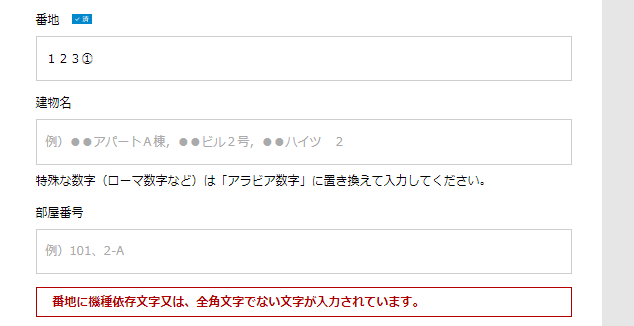 番地 ✓ 済
１２３①
建物名
例）●●アパートＡ棟，●●ビル２号，●●ハイツ　２
特殊な数字（ローマ数字など）は「アラビア数字」に置き換えて入力してください。
部屋番号
例）101、2-A
番地に機種依存文字又は、全角文字でない文字が入力されています。